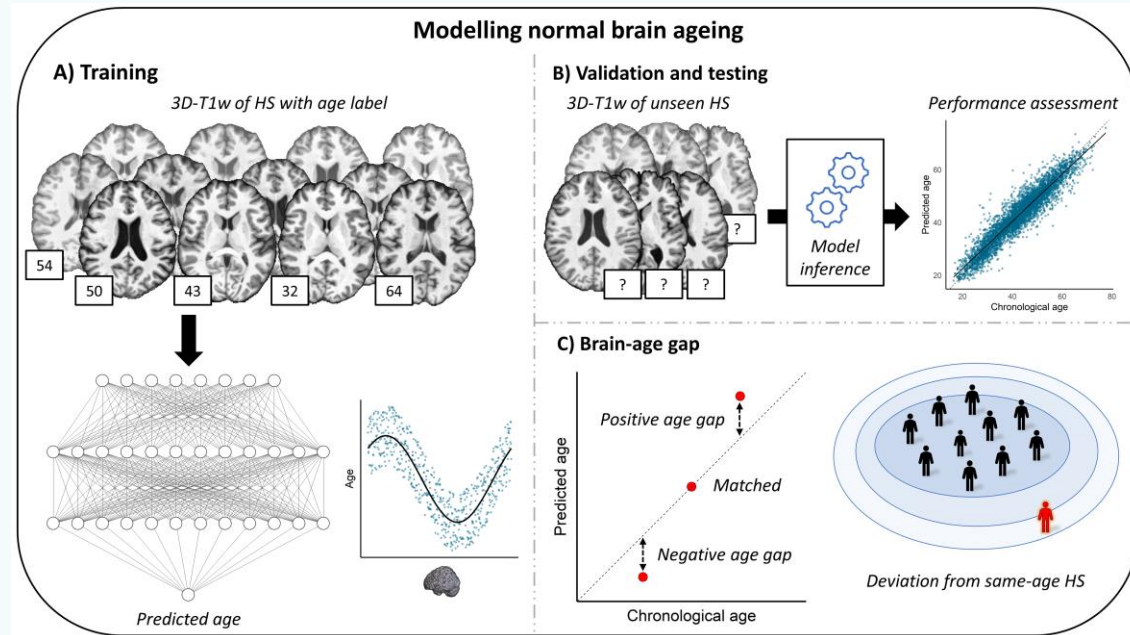 Modelling normal brain ageing
A) Training
3D-T1w of HS with age label
54
50
43
32
64
Age
Predicted age
B) Validation and testing
3D-T1w of unseen HS
?
?
?
?
Model
inference
Performance assessment
Predicted age
60
40
20
20
40
60
80
Chronological age
C) Brain-age gap
Predicted age
Positive age gap
Matched
Negative age gap
Chronological age
Deviation from same-age HS